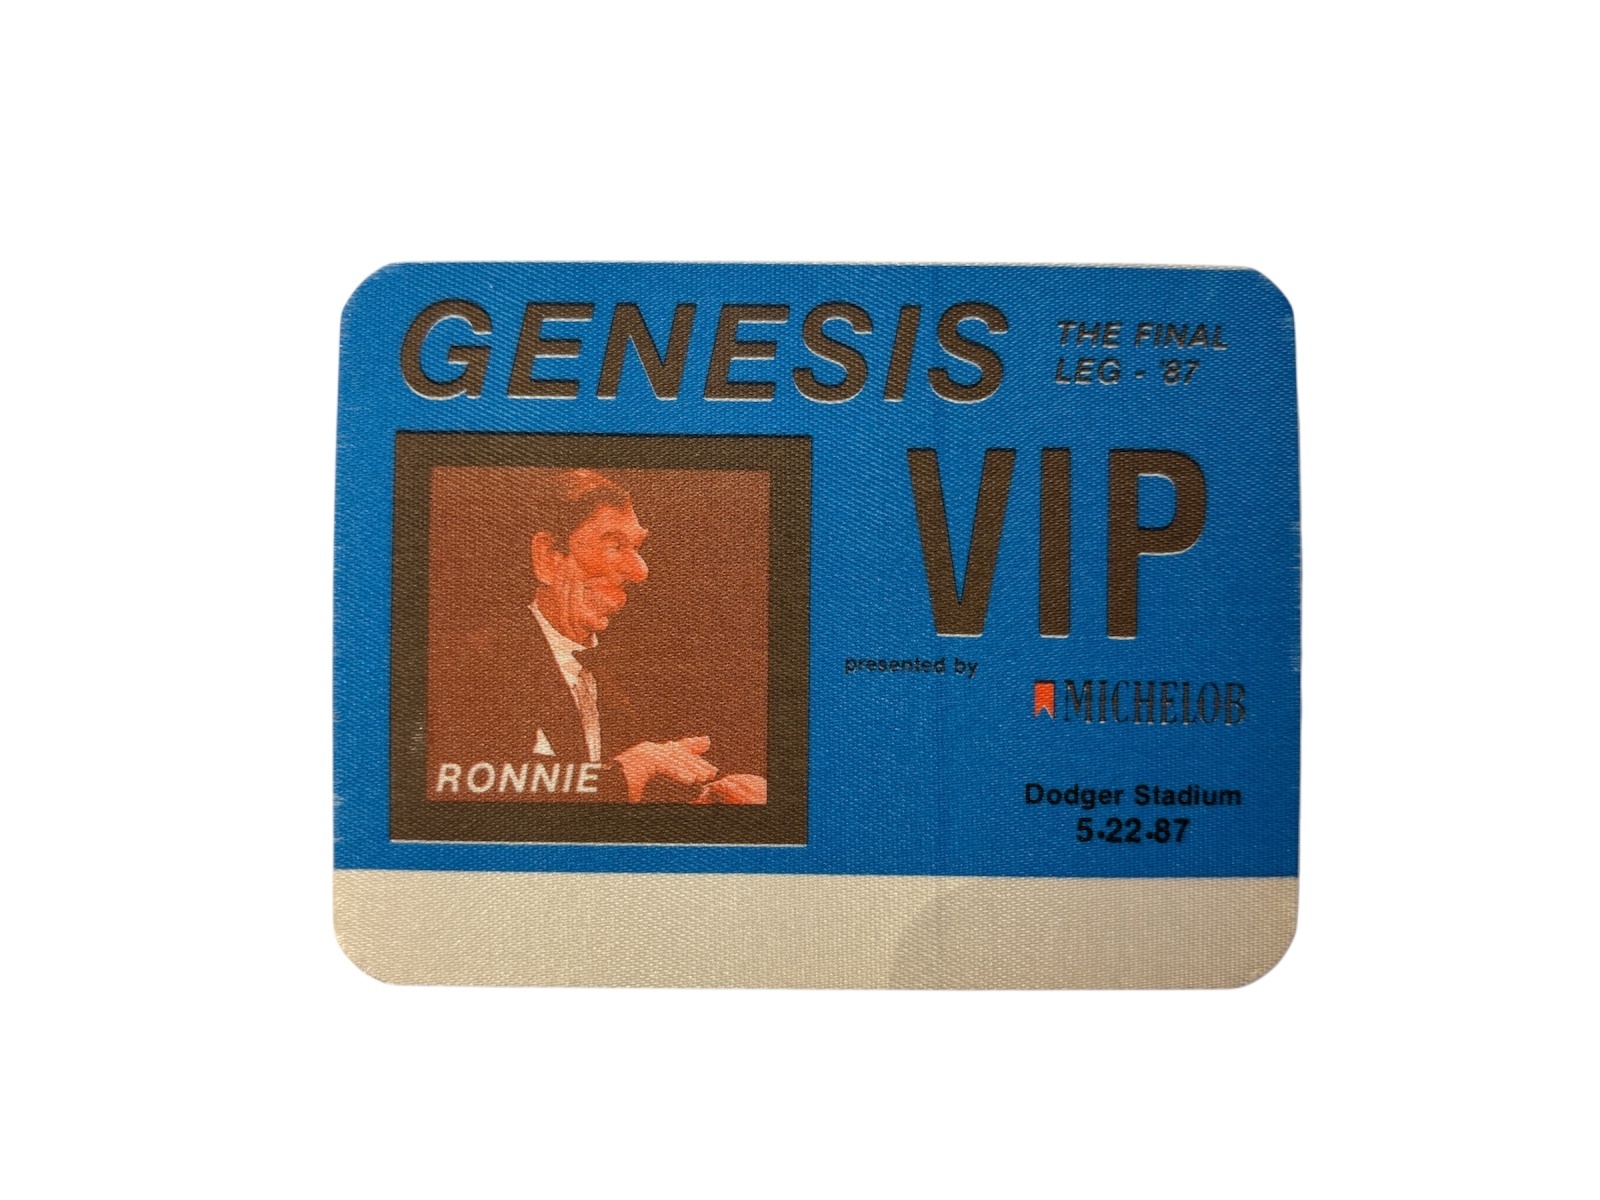 GENESIS
THE FINAL
LEG - '87
VIP
presented by
MICHELOB
RONNIE
Dodger Stadium
5•22•87